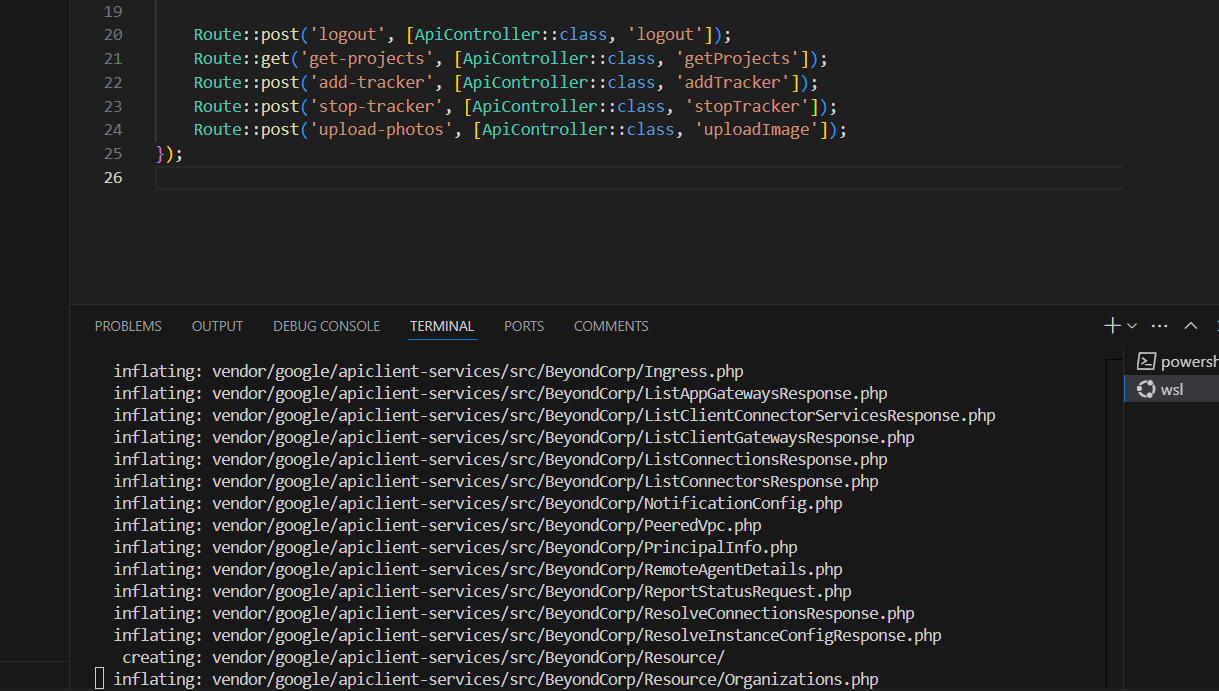 19
20 Route::post('logout', [ApiController::class, 'logout']);
21 Route::get('get-projects', [ApiController::class, 'getProjects']);
22 Route::post('add-tracker', [ApiController::class, 'addTracker']);
23 Route::post('stop-tracker', [ApiController::class, 'stopTracker']);
24 Route::post('upload-photos', [ApiController::class, 'uploadImage']);
25 });
26
PROBLEMS OUTPUT DEBUG CONSOLE TERMINAL PORTS COMMENTS
inflating: vendor/google/apiclient-services/src/BeyondCorp/Ingress.php
inflating: vendor/google/apiclient-services/src/BeyondCorp/ListAppGatewaysResponse.php
inflating: vendor/google/apiclient-services/src/BeyondCorp/ListClientConnectorServicesResponse.php
inflating: vendor/google/apiclient-services/src/BeyondCorp/ListClientGatewaysResponse.php
inflating: vendor/google/apiclient-services/src/BeyondCorp/ListConnectionsResponse.php
inflating: vendor/google/apiclient-services/src/BeyondCorp/ListConnectorsResponse.php
inflating: vendor/google/apiclient-services/src/BeyondCorp/NotificationConfig.php
inflating: vendor/google/apiclient-services/src/BeyondCorp/PeeredVpc.php
inflating: vendor/google/apiclient-services/src/BeyondCorp/PrincipalInfo.php
inflating: vendor/google/apiclient-services/src/BeyondCorp/RemoteAgentDetails.php
inflating: vendor/google/apiclient-services/src/BeyondCorp/ReportStatusRequest.php
inflating: vendor/google/apiclient-services/src/BeyondCorp/ResolveConnectionsResponse.php
inflating: vendor/google/apiclient-services/src/BeyondCorp/ResolveInstanceConfigResponse.php
creating: vendor/google/apiclient-services/src/BeyondCorp/Resource/
inflating: vendor/google/apiclient-services/src/BeyondCorp/Resource/Organizations.php
powersh
wsl